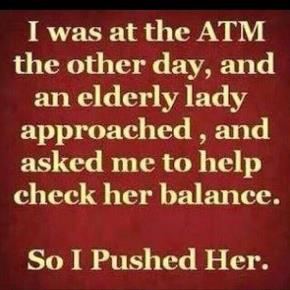 I was at the ATM
the other day, and
an elderly lady
approached , and
asked me to help
check her balance.
So I Pushed Her.